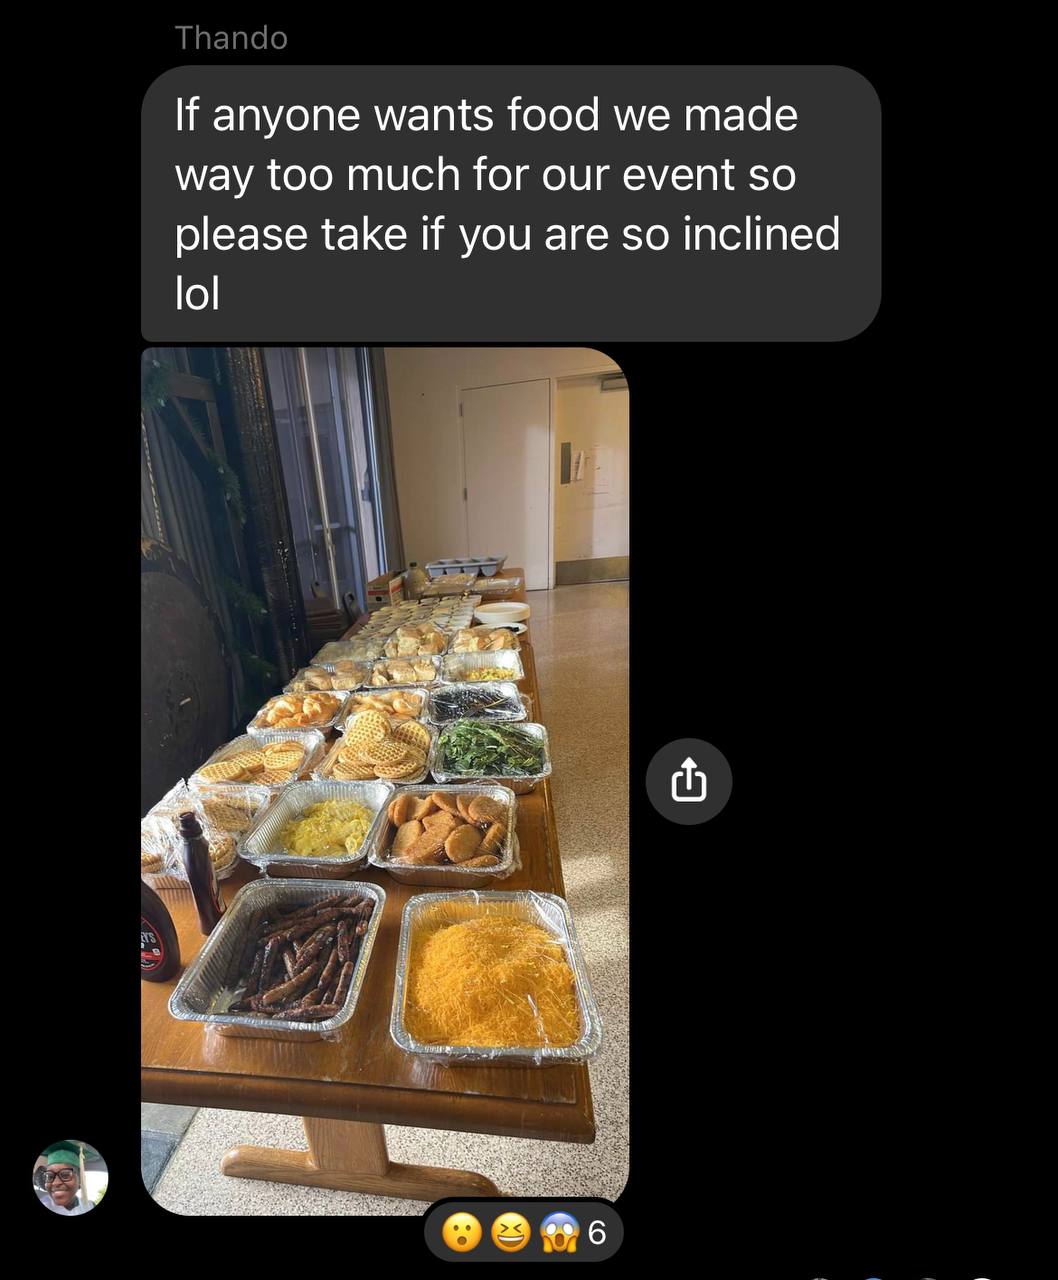 Thando
If anyone wants food we made
way too much for our event so
please take if you are so inclined
lol
6